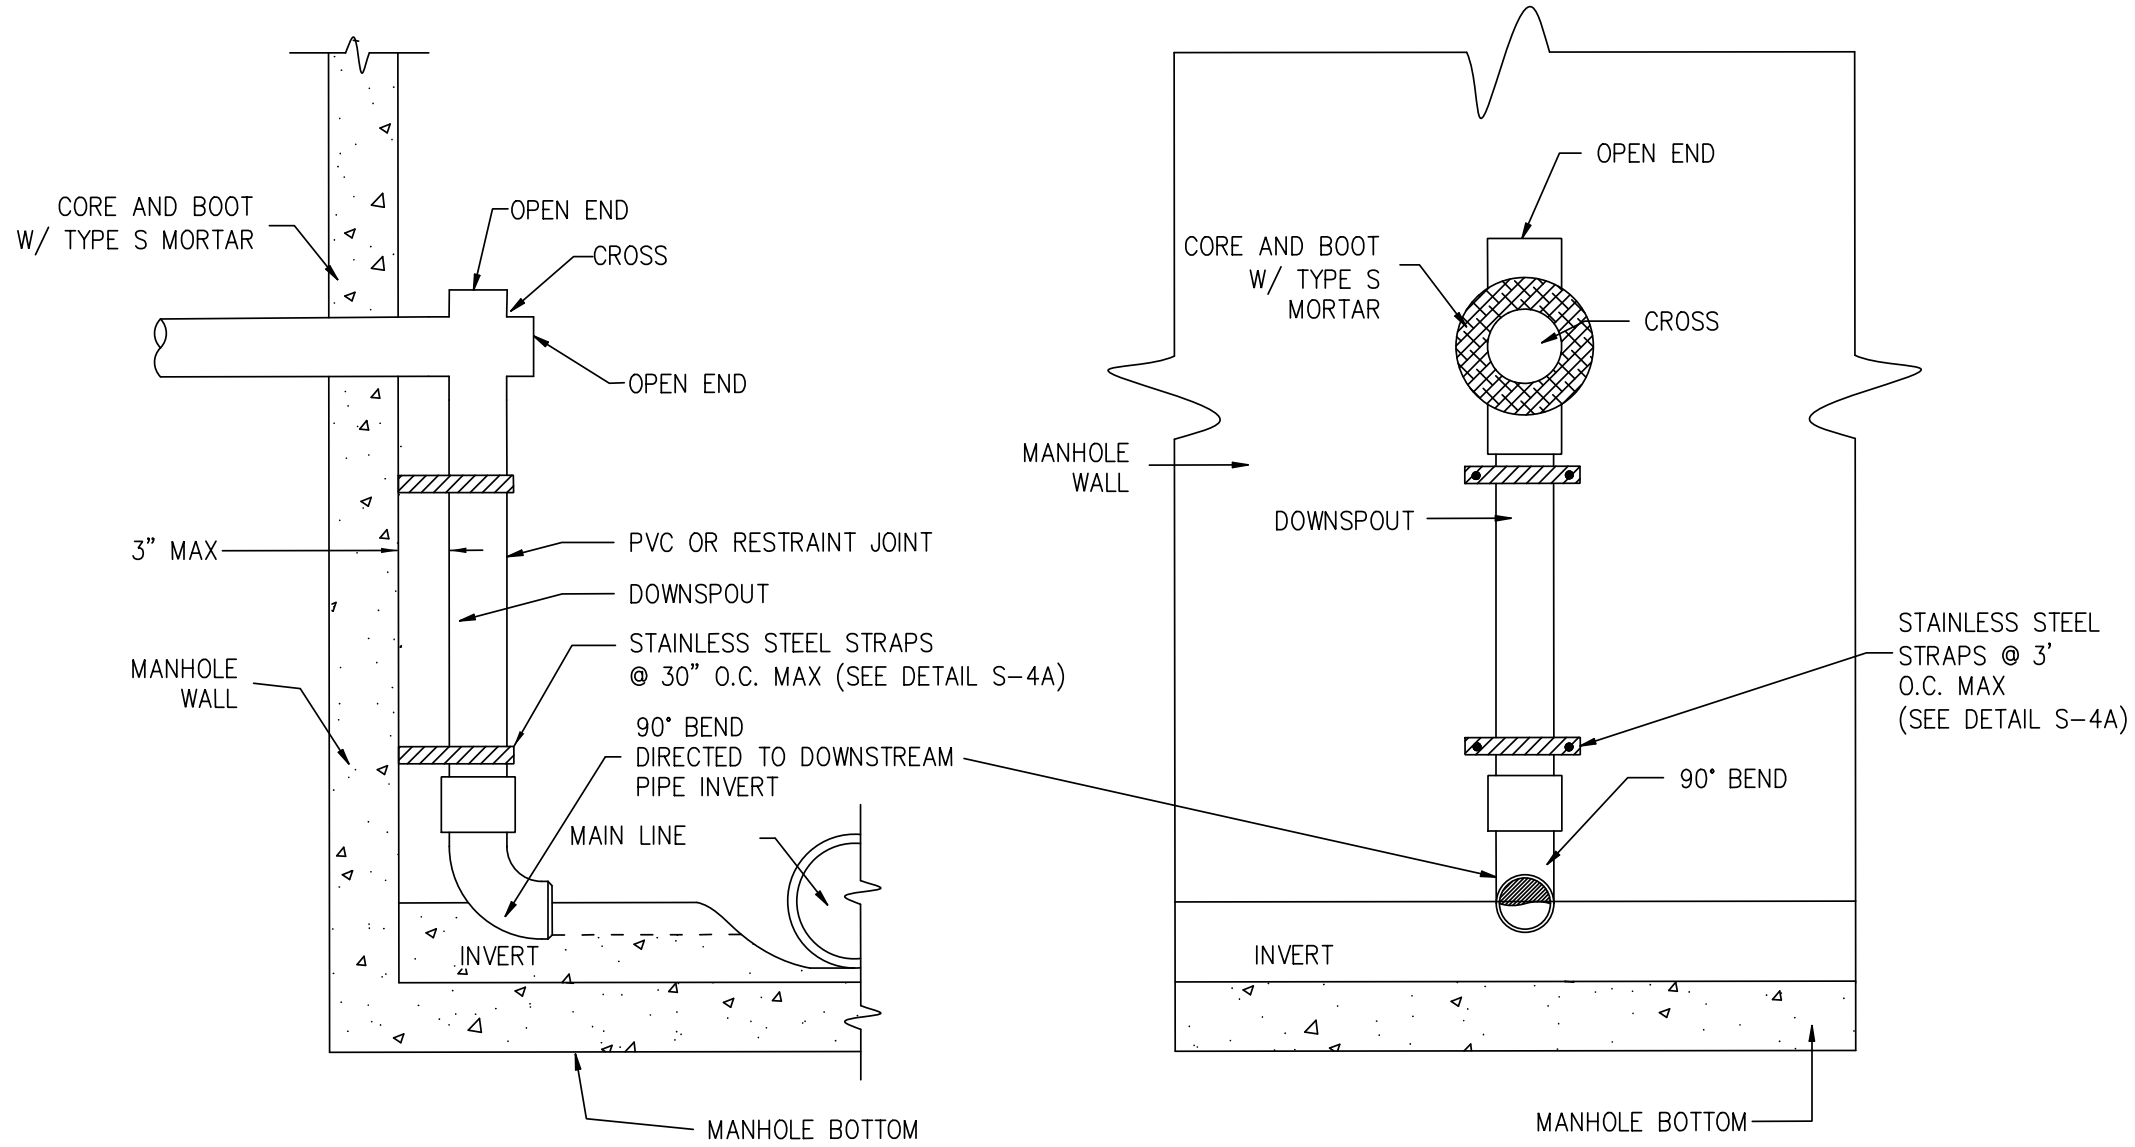 CORE AND BOOT
W/ TYPE S MORTAR
OPEN END
CROSS
OPEN END
3” MAX
PVC OR RESTRAINT JOINT
DOWNSPOUT
STAINLESS STEEL STRAPS
@ 30” O.C. MAX (SEE DETAIL S-4A)
MANHOLE
WALL
90° BEND
DIRECTED TO DOWNSTREAM
PIPE INVERT
MAIN LINE
INVERT
MANHOLE BOTTOM
OPEN END
CORE AND BOOT
W/ TYPE S
MORTAR
CROSS
MANHOLE
WALL
DOWNSPOUT
STAINLESS STEEL
STRAPS @ 3'
O.C. MAX
(SEE DETAIL S-4A)
90° BEND
INVERT
MANHOLE BOTTOM